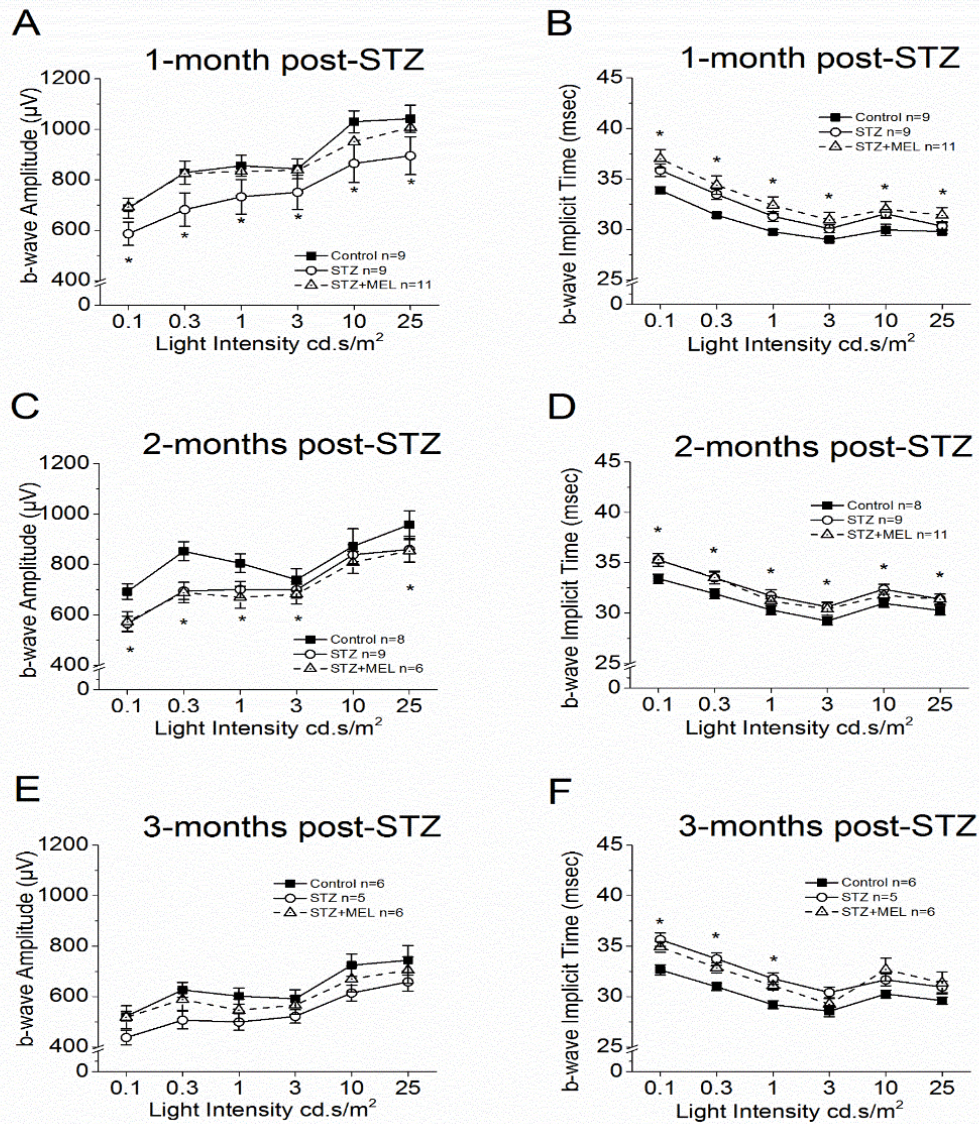 A
1-month post-STZ
b-wave Amplitude (µV)
1200
1000
800
600
400
0
*
*
*
*
*
*
Control n=9
STZ n=9
STZ+MEL n=11
0.1 0.3 1 3 10 25
Light Intensity cd.s/m²
B
1-month post-STZ
b-wave Implicit Time (msec)
45
40
35
30
25
0
*
*
*
*
*
*
Control n=9
STZ n=9
STZ+MEL n=11
0.1 0.3 1 3 10 25
Light Intensity cd.s/m²
C
2-months post-STZ
b-wave Amplitude (µV)
1200
1000
800
600
400
0
*
*
*
*
*
Control n=8
STZ n=9
STZ+MEL n=6
0.1 0.3 1 3 10 25
Light Intensity cd.s/m²
D
2-months post-STZ
b-wave Implicit Time (msec)
45
40
35
30
25
0
*
*
*
*
*
*
Control n=8
STZ n=9
STZ+MEL n=11
0.1 0.3 1 3 10 25
Light Intensity cd.s/m²
E
3-months post-STZ
b-wave Amplitude (µV)
1200
1000
800
600
400
0
Control n=6
STZ n=5
STZ+MEL n=6
0.1 0.3 1 3 10 25
Light Intensity cd.s/m²
F
3-months post-STZ
b-wave Implicit Time (msec)
45
40
35
30
25
0
*
*
*
Control n=6
STZ n=5
STZ+MEL n=6
0.1 0.3 1 3 10 25
Light Intensity cd.s/m²